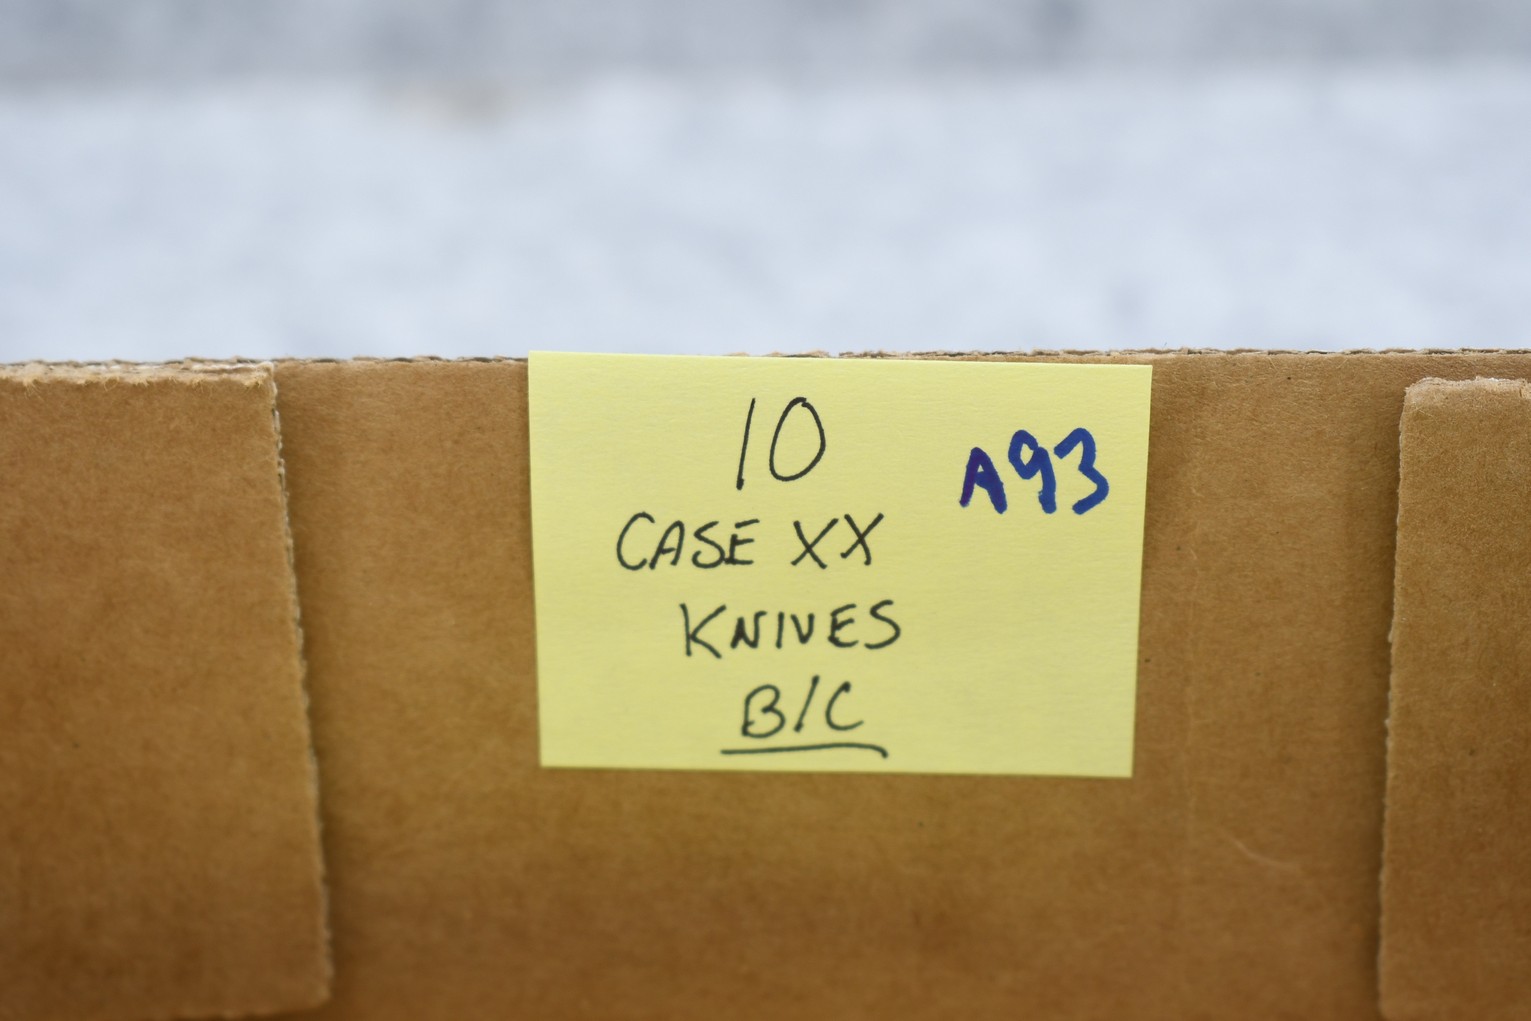 10
A93
CASE XX
KNIVES
B/C